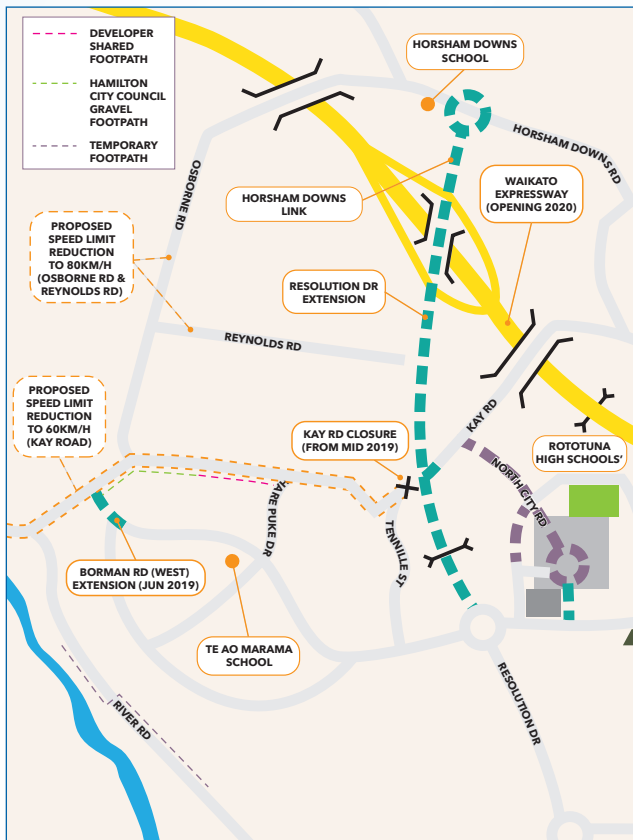 DEVELOPER
SHARED
FOOTPATH
HAMILTON
CITY COUNCIL
GRAVEL
FOOTPATH
TEMPORARY
FOOTPATH
HORSHAM DOWNS
SCHOOL
HORSHAM DOWNS RD
OSBORNE RD
HORSHAM DOWNS
LINK
WAIKATO
EXPRESSWAY
(OPENING 2020)
PROPOSED
SPEED LIMIT
REDUCTION
TO 80KM/H
(OSBORNE RD &
REYNOLDS RD)
RESOLUTION DR
EXTENSION
REYNOLDS RD
PROPOSED
SPEED LIMIT
REDUCTION
TO 60KM/H
(KAY ROAD)
KAY RD CLOSURE
(FROM MID 2019)
KAY RD
ROTOTUNA
HIGH SCHOOLS'
NORTH CITY RD
HARE PUKE DR
TENNILLE ST
BORMAN RD (WEST)
EXTENSION (JUN 2019)
TE AO MARAMA
SCHOOL
RIVER RD
RESOLUTION DR